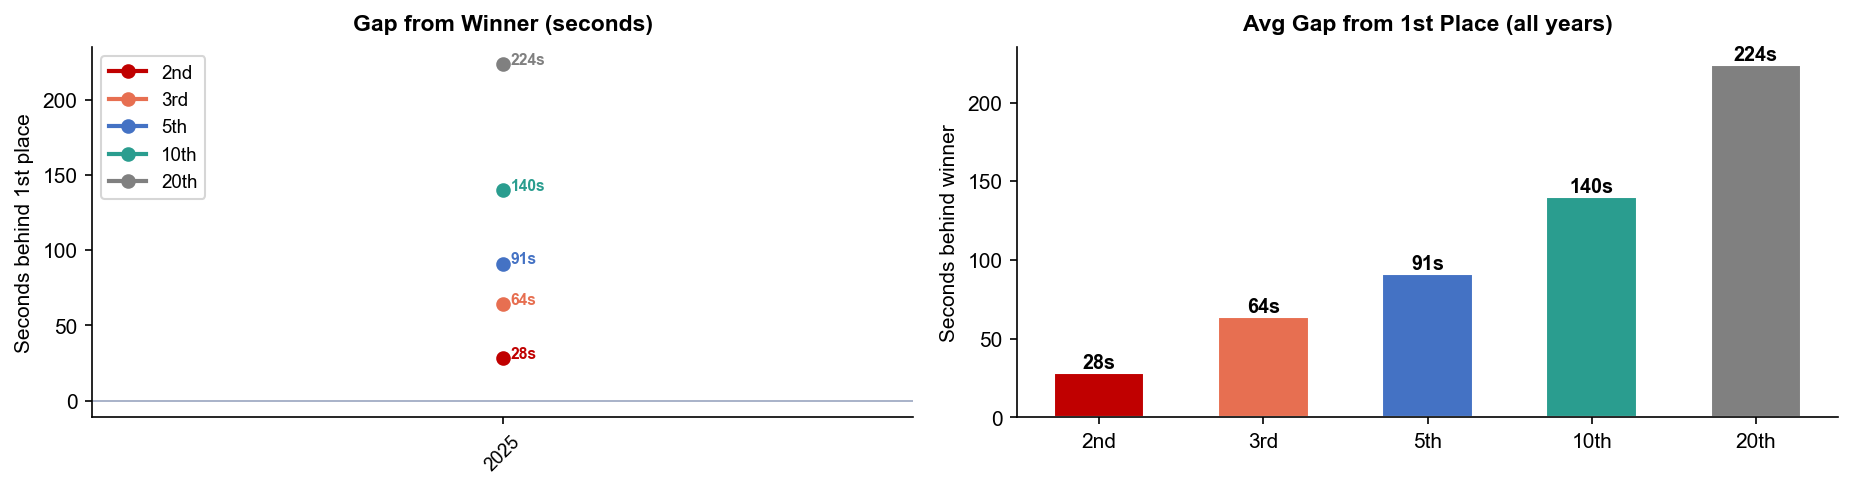 Gap from Winner (seconds)
Seconds behind 1st place
200
150
100
50
0
2nd
3rd
5th
10th
20th
224s
140s
91s
64s
28s
2025
Avg Gap from 1st Place (all years)
Seconds behind winner
200
150
100
50
0
28s
64s
91s
140s
224s
2nd
3rd
5th
10th
20th